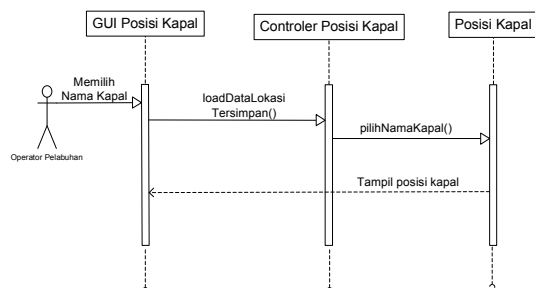 GUI Posisi Kapal
Controler Posisi Kapal
Posisi Kapal
Memilih
Nama Kapal
loadDataLokasi
Tersimpan()
pilihNamaKapal()
Operator Pelabuhan
Tampil posisi kapal